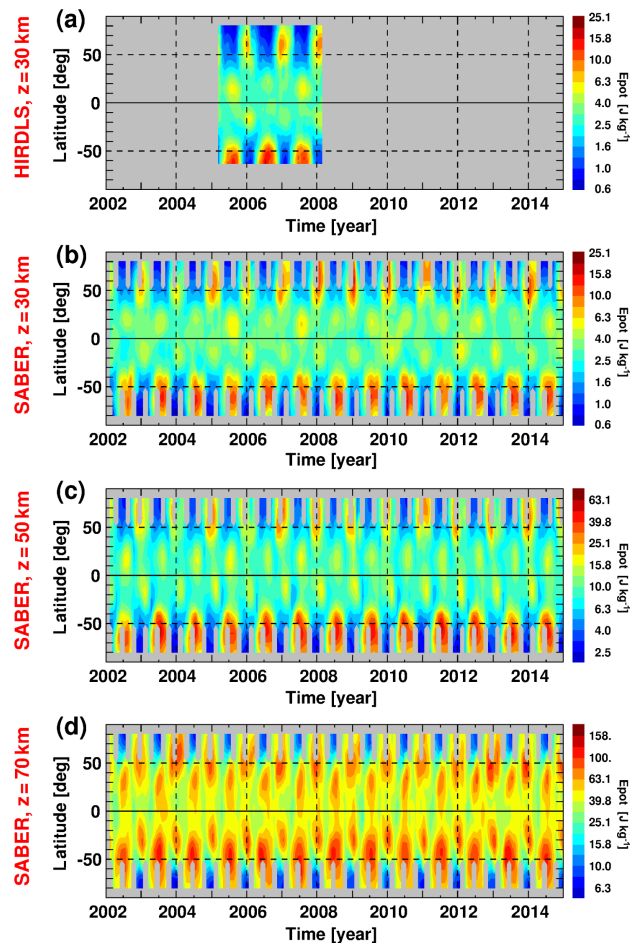 (a)
HIRDLS, z=30 km
Latitude [deg]
50
0
-50
2002 2004 2006 2008 2010 2012 2014
Time [year]
25.1
15.8
10.0
6.3
4.0
2.5
1.6
1.0
0.6
Epot [J kg⁻¹]
(b)
SABER, z=30 km
Latitude [deg]
50
0
-50
2002 2004 2006 2008 2010 2012 2014
Time [year]
25.1
15.8
10.0
6.3
4.0
2.5
1.6
1.0
0.6
Epot [J kg⁻¹]
(c)
SABER, z=50 km
Latitude [deg]
50
0
-50
2002 2004 2006 2008 2010 2012 2014
Time [year]
63.1
39.8
25.1
15.8
10.0
6.3
4.0
2.5
Epot [J kg⁻¹]
(d)
SABER, z=70 km
Latitude [deg]
50
0
-50
2002 2004 2006 2008 2010 2012 2014
Time [year]
158.
100.
63.1
39.8
25.1
15.8
10.0
6.3
Epot [J kg⁻¹]